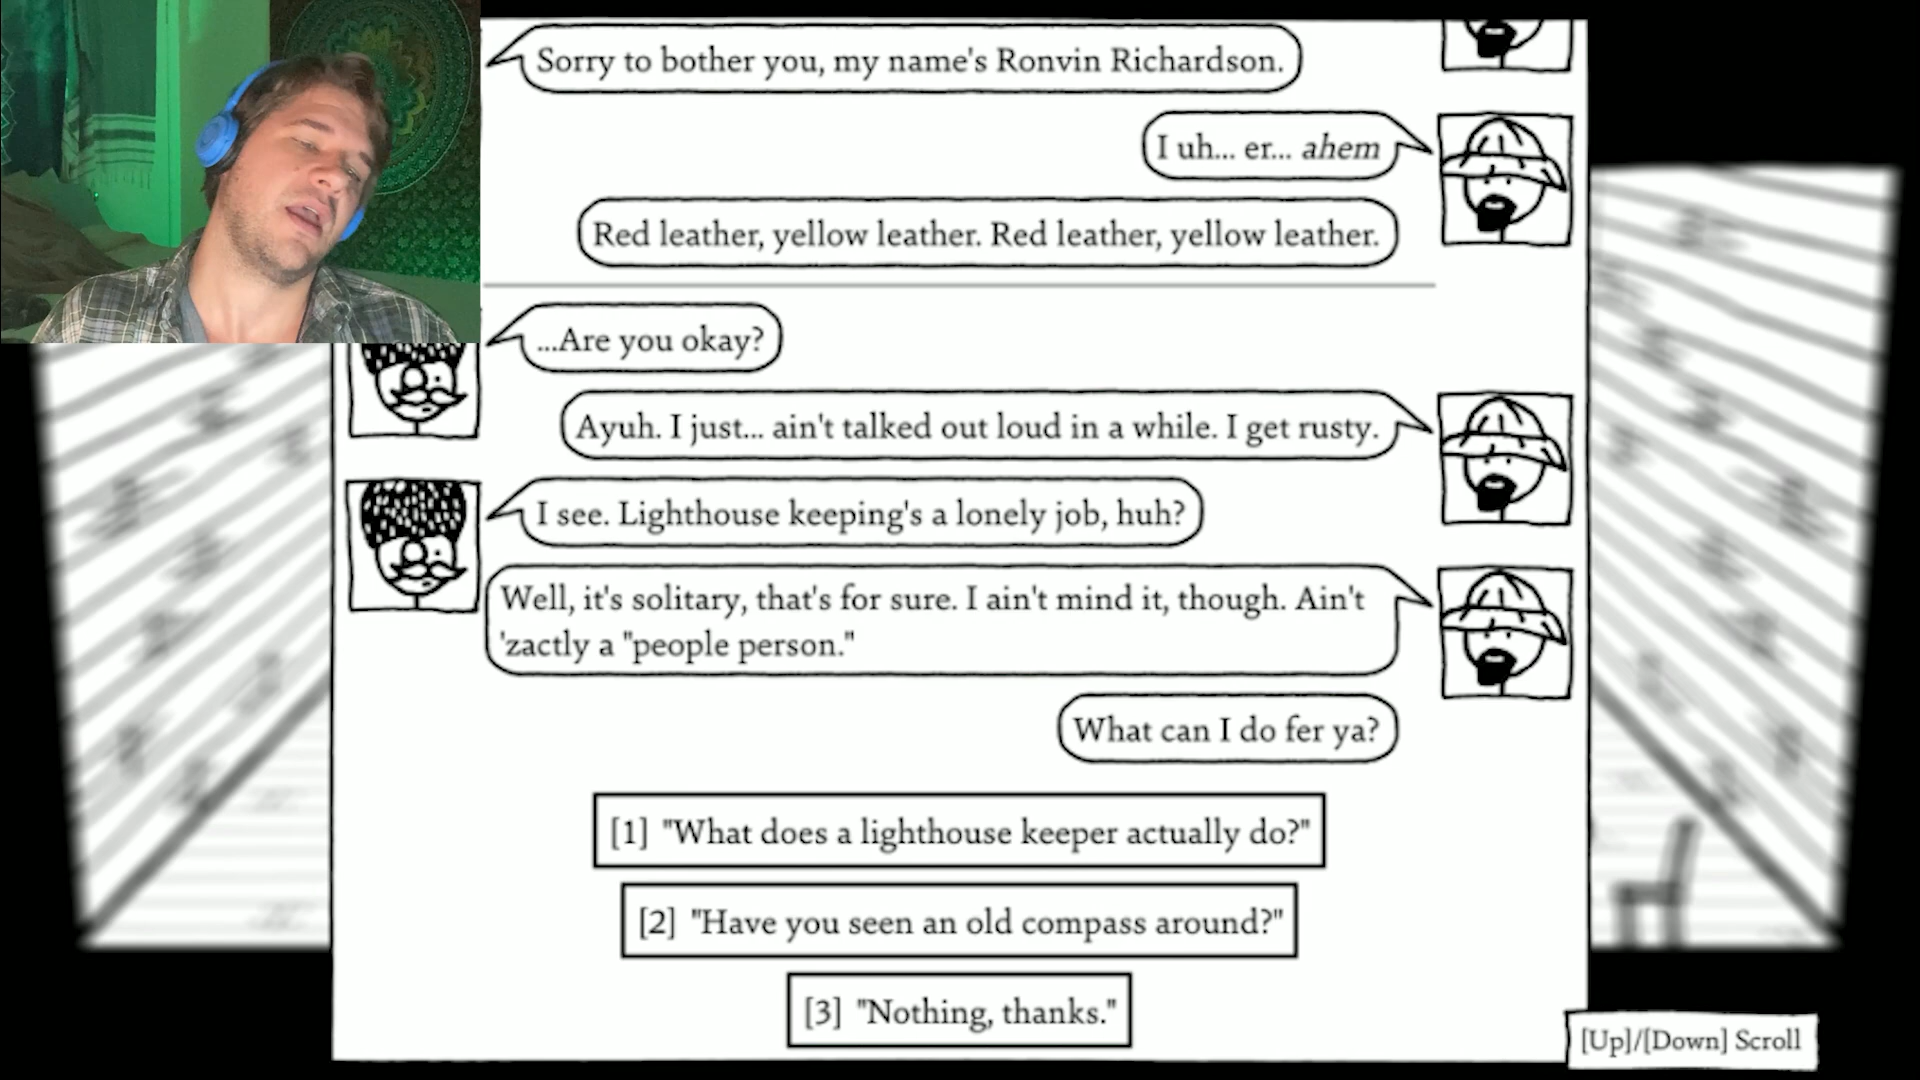 Sorry to bother you, my name's Ronvin Richardson.
I uh... er... ahem
Red leather, yellow leather. Red leather, yellow leather.
...Are you okay?
Ayuh. I just... ain't talked out loud in a while. I get rusty.
I see. Lighthouse keeping's a lonely job, huh?
Well, it's solitary, that's for sure. I ain't mind it, though. Ain't
'zactly a "people person."
What can I do fer ya?
[1] "What does a lighthouse keeper actually do?"
[2] "Have you seen an old compass around?"
[3] "Nothing, thanks."
[Up]/[Down] Scroll